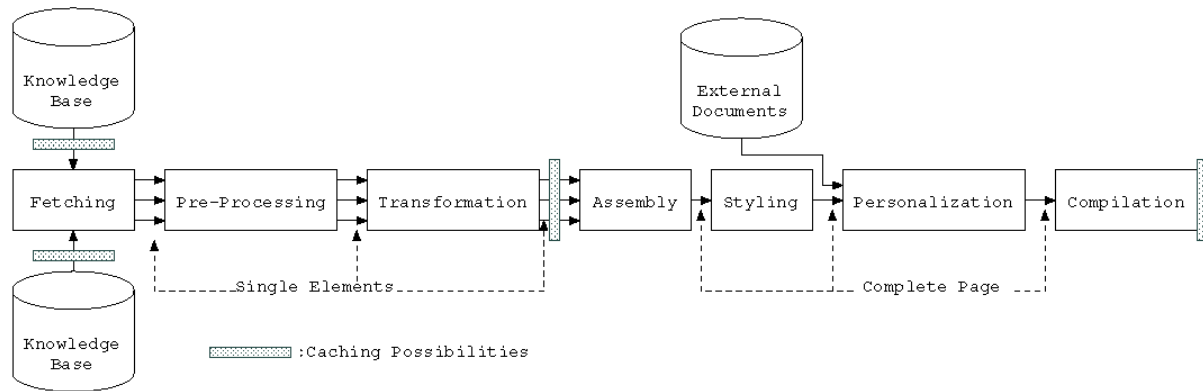 Knowledge
Base
External
Documents
Fetching
Pre-Processing
Transformation
Assembly
Styling
Personalization
Compilation
Single Elements
Complete Page
Knowledge
Base
:Caching Possibilities